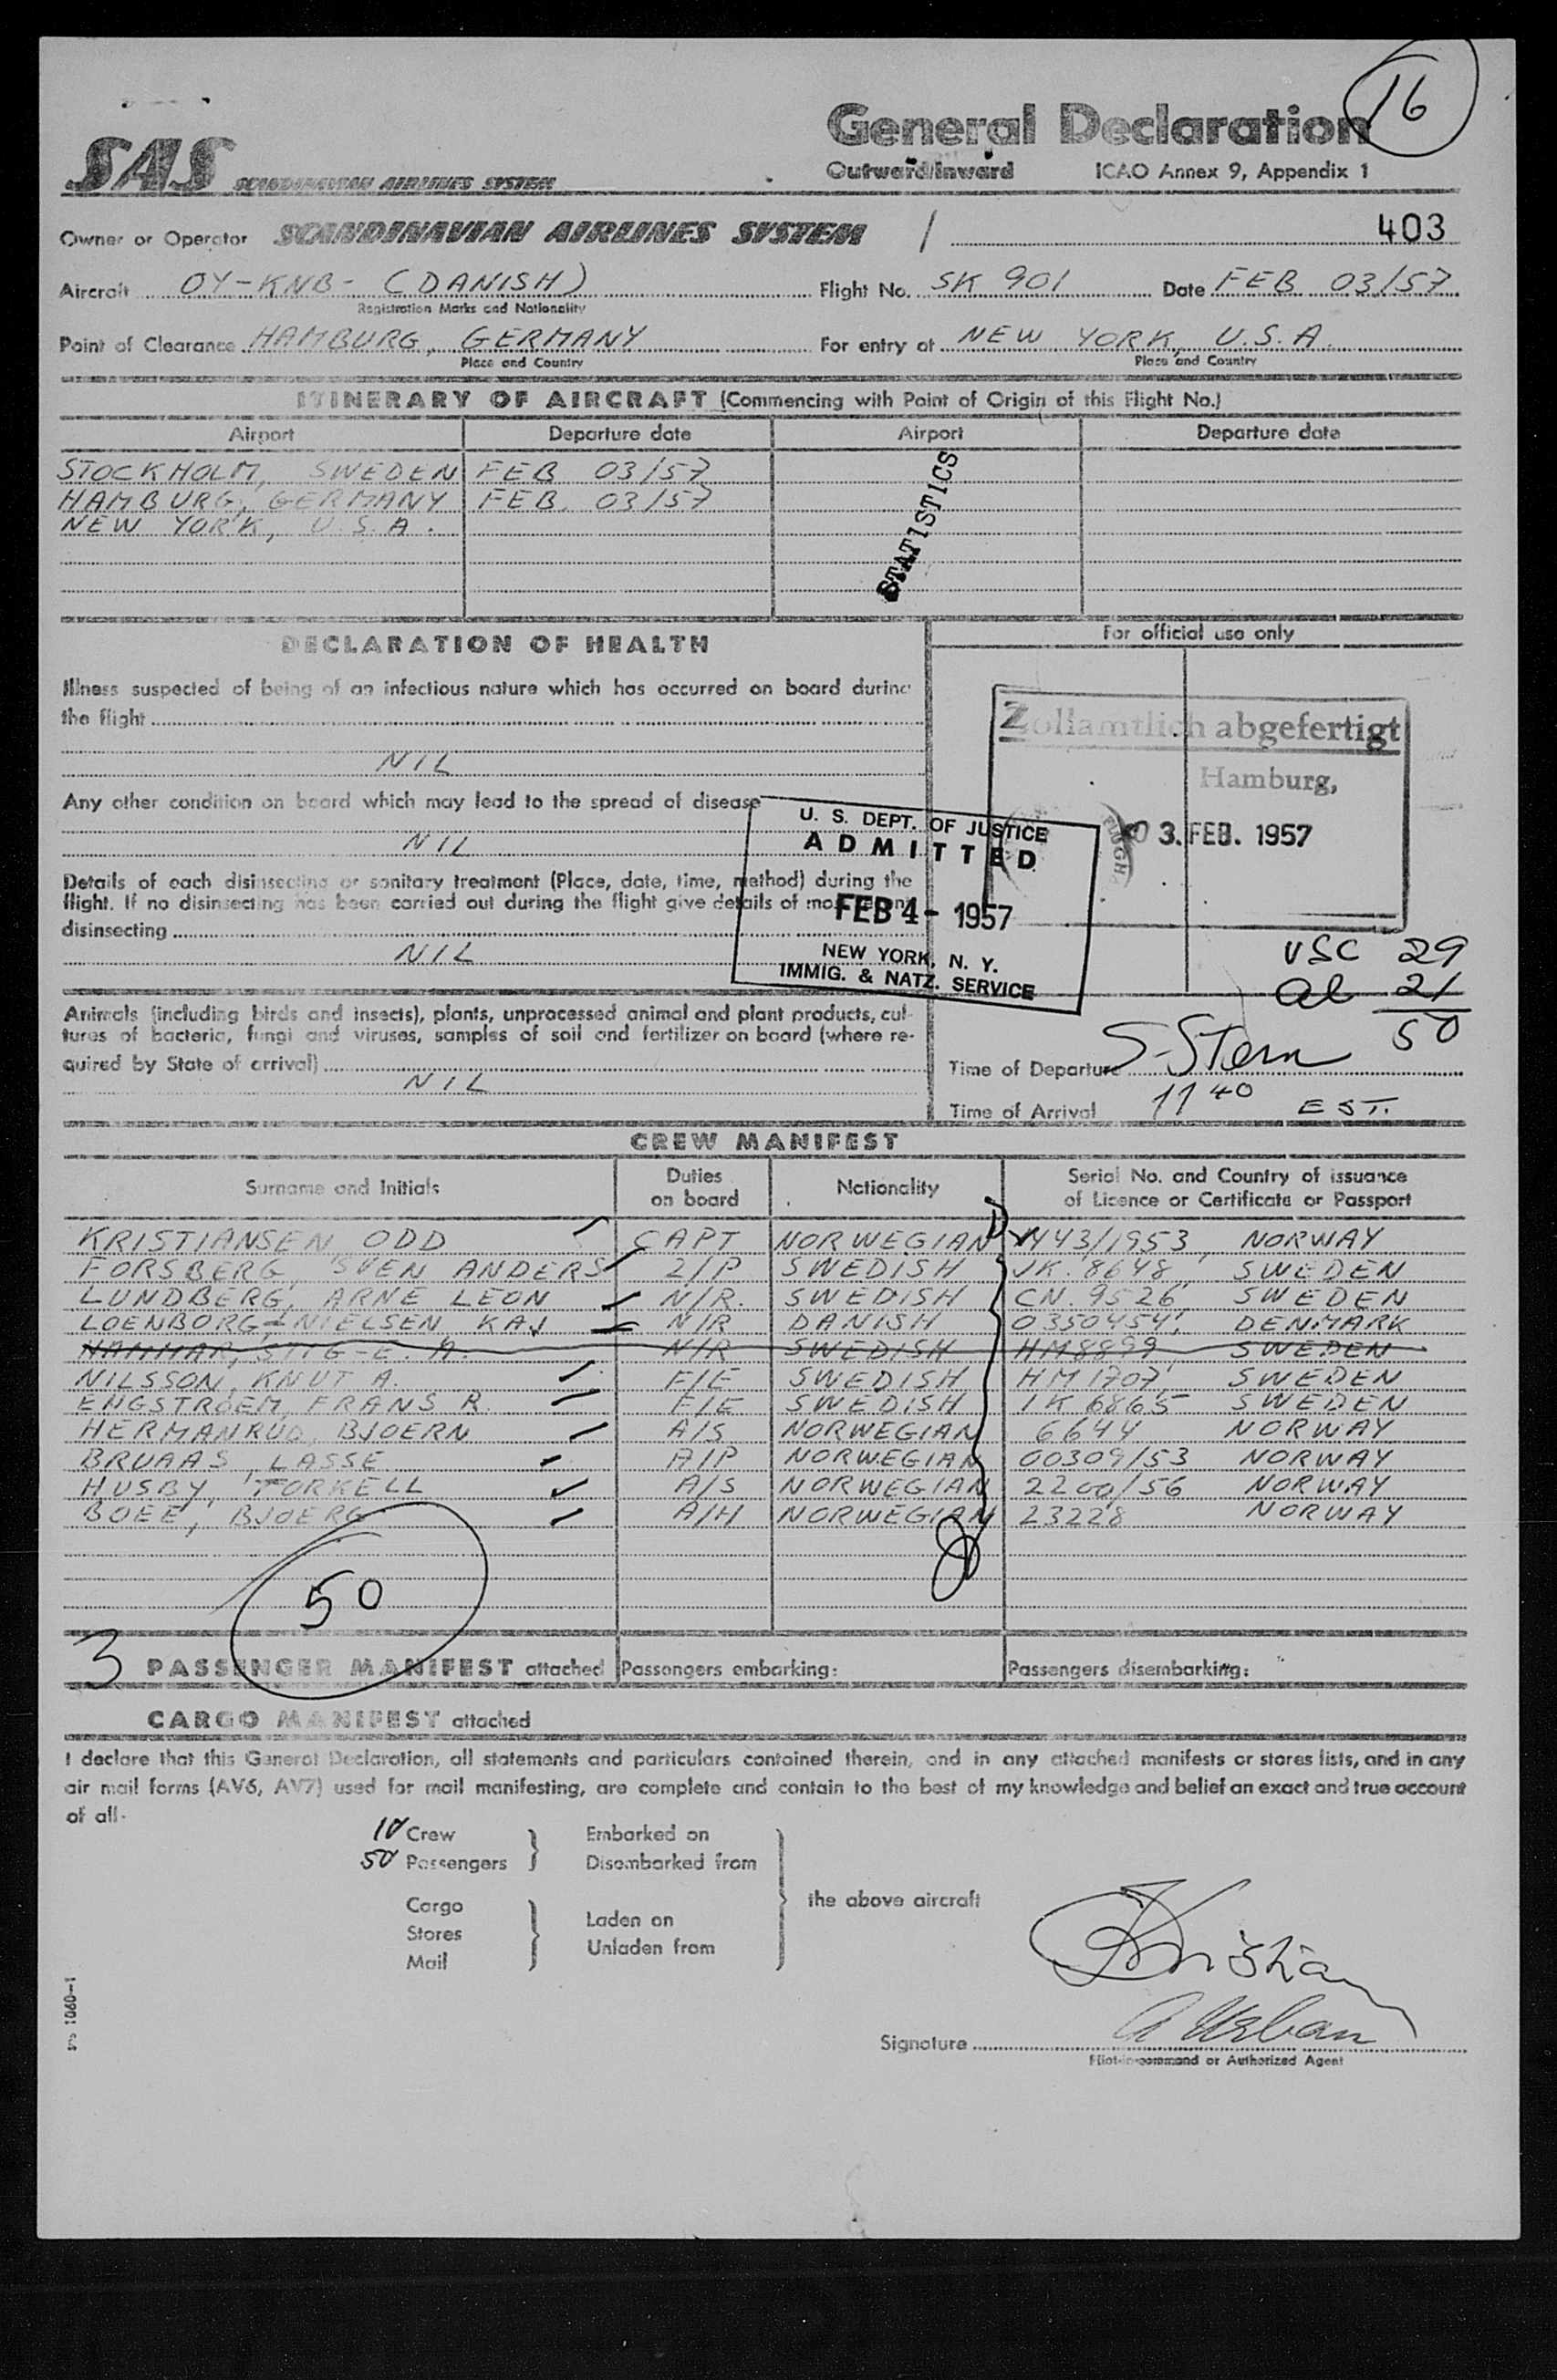 16
SAS SCANDINAVIAN AIRLINES SYSTEM
General Declaration
Outward/Inward ICAO Annex 9, Appendix 1
Owner or Operator SCANDINAVIAN AIRLINES SYSTEM / 403
Aircraft OY-KNB- (DANISH) Flight No. SK 901 Date FEB 03/57
Registration Marks and Nationality
Point of Clearance HAMBURG, GERMANY For entry at NEW YORK, U.S.A.
Place and Country Place and Country
ITINERARY OF AIRCRAFT (Commencing with Point of Origin of this Flight No.)
Airport Departure date Airport Departure date
STOCKHOLM, SWEDEN FEB 03/57
HAMBURG, GERMANY FEB. 03/57
NEW YORK, U.S.A.
STATISTICS
DECLARATION OF HEALTH
For official use only
Illness suspected of being of an infectious nature which has occurred on board during
the flight
NIL
Any other condition on board which may lead to the spread of disease
NIL
Details of each disinsecting or sanitary treatment (Place, date, time, method) during the
flight. If no disinsecting has been carried out during the flight give details of most
disinsecting
NIL
Zollamtlich abgefertigt
Hamburg,
03. FEB. 1957
U. S. DEPT. OF JUSTICE
ADMITTED
FEB 4 - 1957
NEW YORK, N. Y.
IMMIG. & NATZ. SERVICE
USC 29
al 21
50
Animals (including birds and insects), plants, unprocessed animal and plant products, cul-
tures of bacteria, fungi and viruses, samples of soil and fertilizer on board (where re-
quired by State of arrival)
NIL
S. Stern
Time of Departure
Time of Arrival 1140 EST.
CREW MANIFEST
Surname and Initials Duties on board Nationality Serial No. and Country of issuance of Licence or Certificate or Passport
KRISTIANSEN ODD CAPT NORWEGIAN 1443/1953, NORWAY
FORSBERG, SVEN ANDERS 2/P SWEDISH JK. 8648, SWEDEN
LUNDBERG, ARNE LEON N/R. SWEDISH CN. 9526, SWEDEN
LOENBORG-NIELSEN KAJ N/R DANISH 0350454, DENMARK
HAMMAR, STIG-E. A. N/R SWEDISH HM8899 SWEDEN
NILSSON, KNUT A. F/E SWEDISH HM 1707 SWEDEN
ENGSTROEM, FRANS R. F/E SWEDISH IK 6865 SWEDEN
HERMANRUD, BJOERN A/S NORWEGIAN 6644 NORWAY
BRUAAS, LASSE A/P NORWEGIAN 00309/53 NORWAY
HUSBY, TORKELL A/S NORWEGIAN 2200/56 NORWAY
BOEE, BJOERG A/H NORWEGIAN 23228 NORWAY
50
3 PASSENGER MANIFEST attached Passengers embarking: Passengers disembarking:
CARGO MANIFEST attached
I declare that this General Declaration, all statements and particulars contained therein, and in any attached manifests or stores lists, and in any
air mail forms (AV6, AV7) used for mail manifesting, are complete and contain to the best of my knowledge and belief an exact and true account
of all.
10 Crew Embarked on
50 Passengers Disembarked from
the above aircraft
Cargo
Stores Laden on
Mail Unladen from
Kristian
Signature A Urban
Pilot-in-command or Authorized Agent